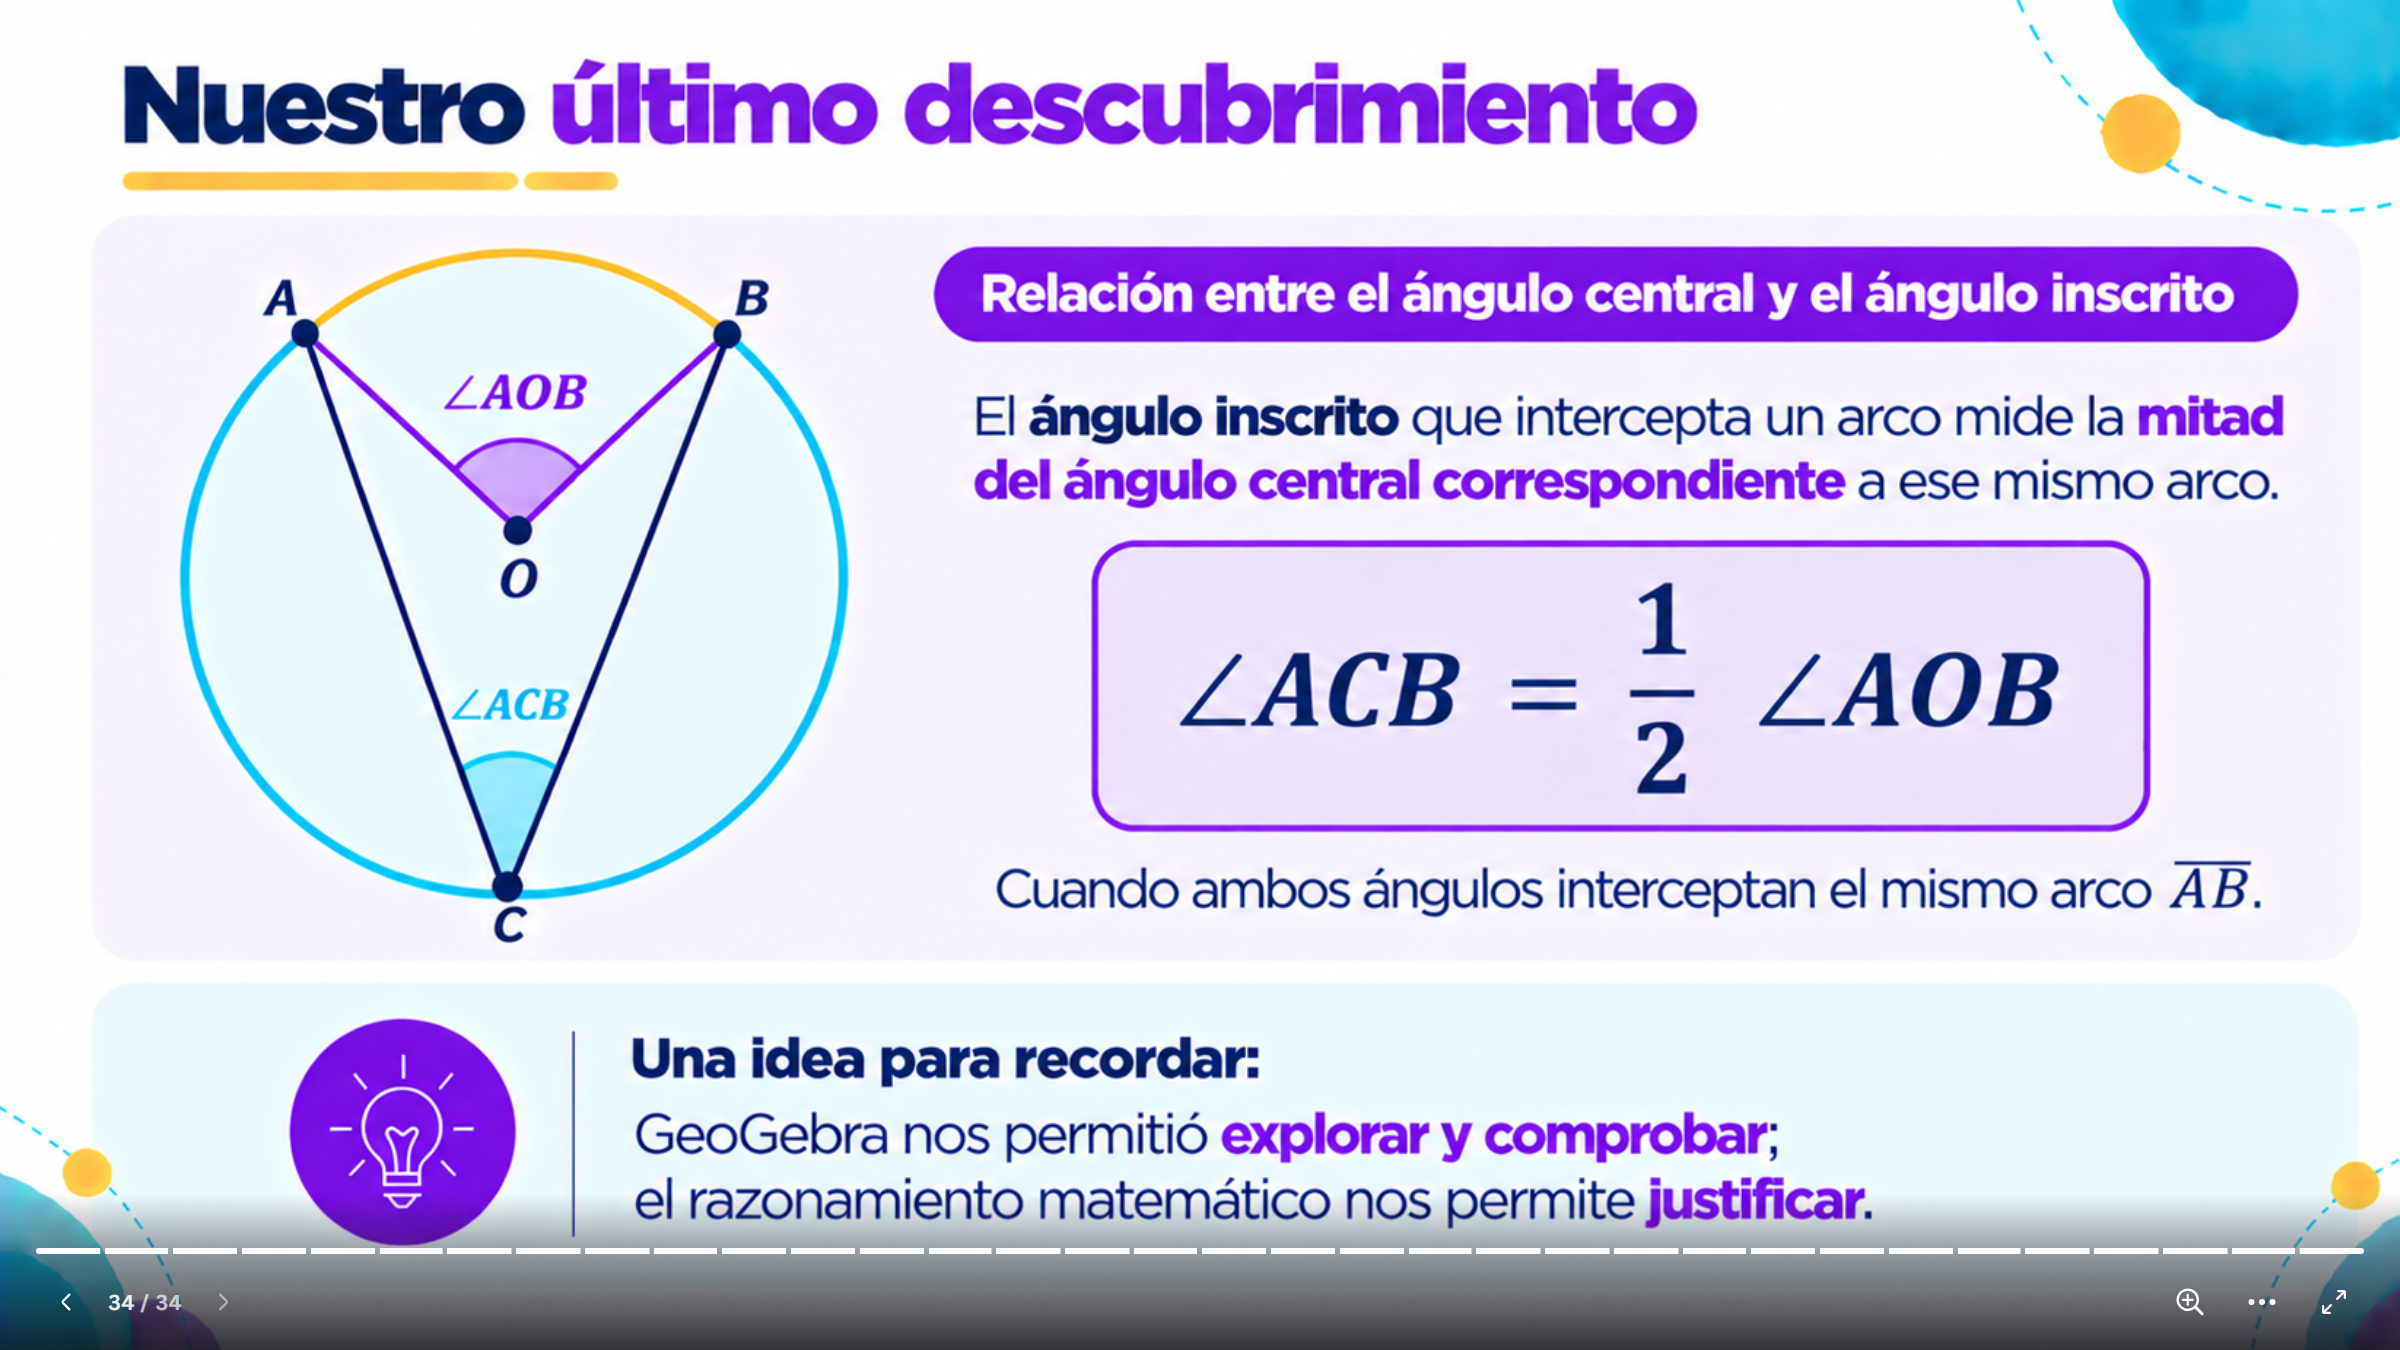 Nuestro último descubrimiento
A
B
∠AOB
O
∠ACB
C
Relación entre el ángulo central y el ángulo inscrito
El ángulo inscrito que intercepta un arco mide la mitad
del ángulo central correspondiente a ese mismo arco.
∠ACB = 1/2 ∠AOB
Cuando ambos ángulos interceptan el mismo arco A̅B̅.
Una idea para recordar:
GeoGebra nos permitió explorar y comprobar;
el razonamiento matemático nos permite justificar.
34 / 34